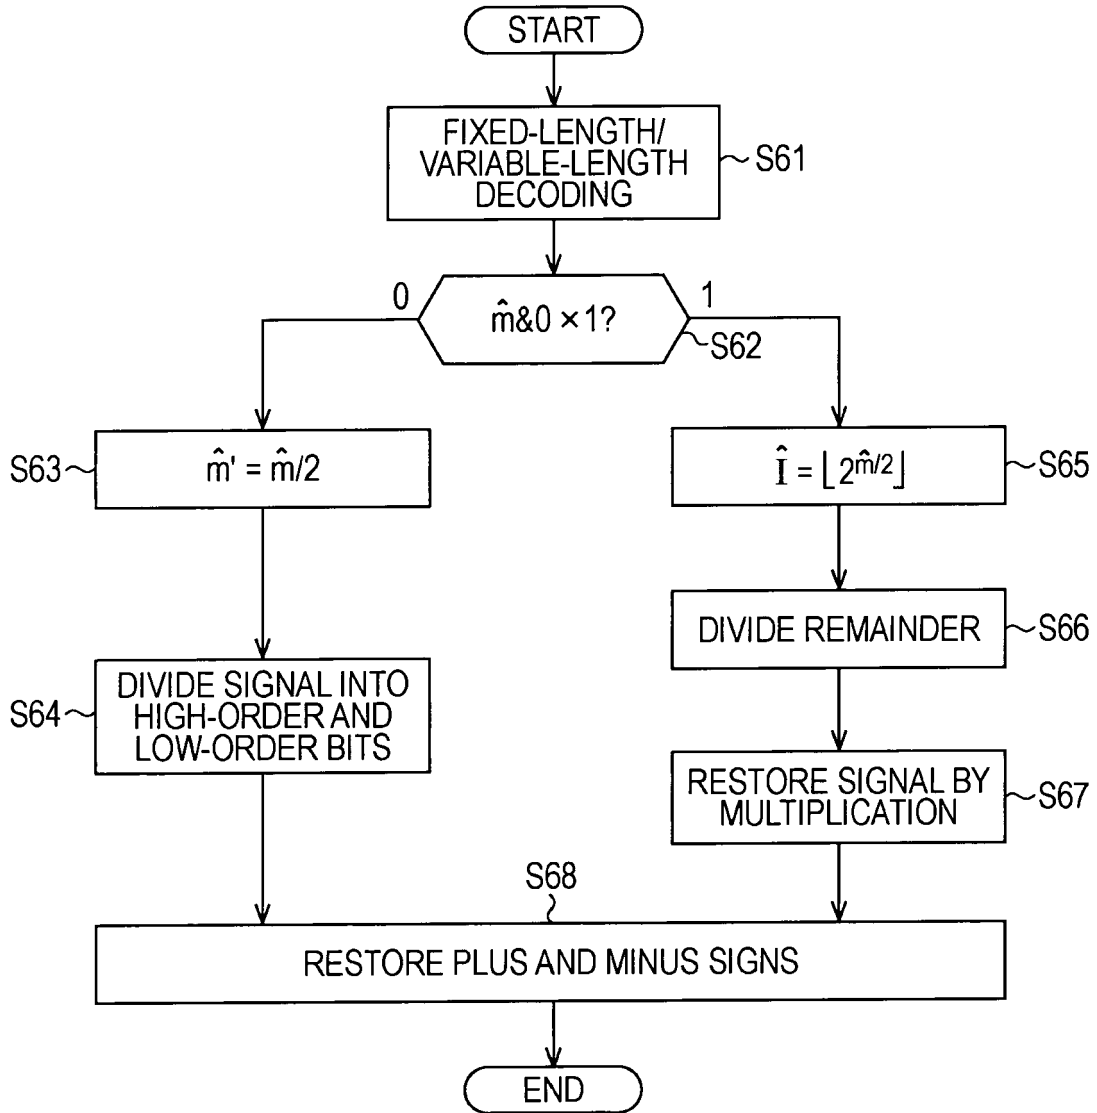 START
FIXED-LENGTH/
VARIABLE-LENGTH
DECODING
S61
0
m̂&0 × 1?
1
S62
S63
m̂' = m̂/2
Î = ⌊2^m̂/2⌋
S65
DIVIDE REMAINDER
S66
S64
DIVIDE SIGNAL INTO
HIGH-ORDER AND
LOW-ORDER BITS
RESTORE SIGNAL BY
MULTIPLICATION
S67
S68
RESTORE PLUS AND MINUS SIGNS
END